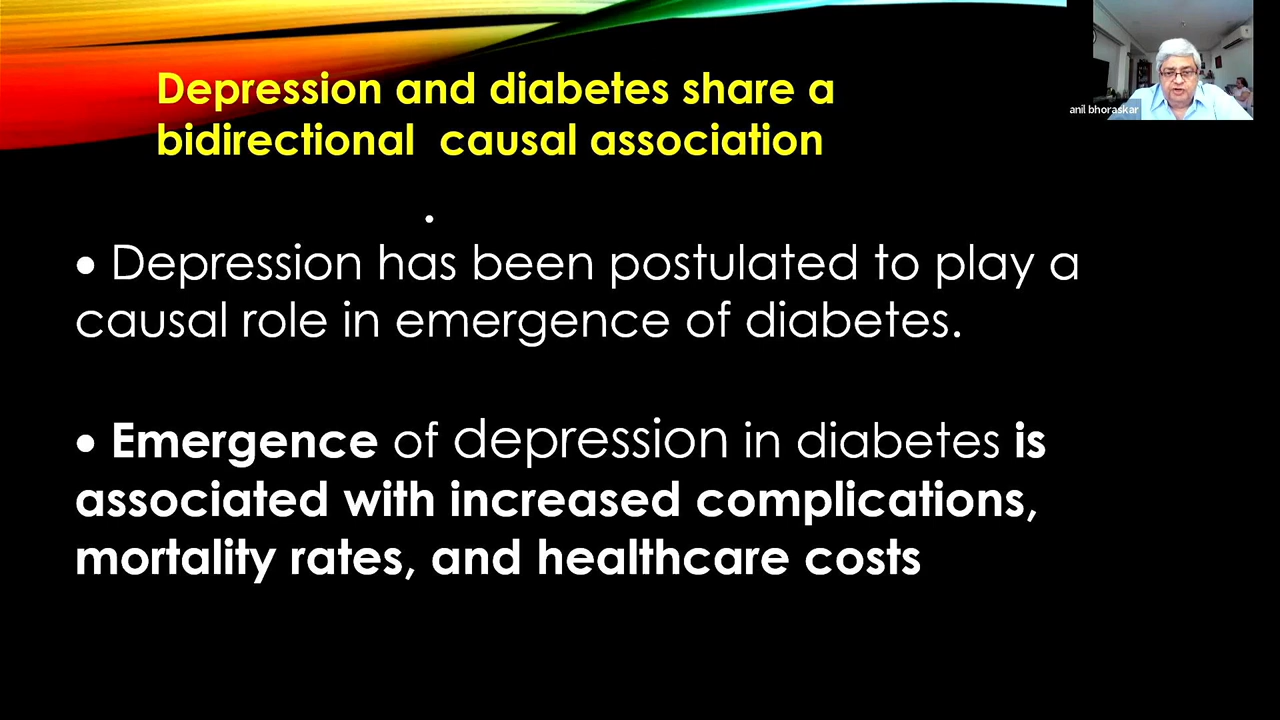 Depression and diabetes share a
bidirectional causal association
.
• Depression has been postulated to play a
causal role in emergence of diabetes.
• Emergence of depression in diabetes is
associated with increased complications,
mortality rates, and healthcare costs
anil bhoraskar